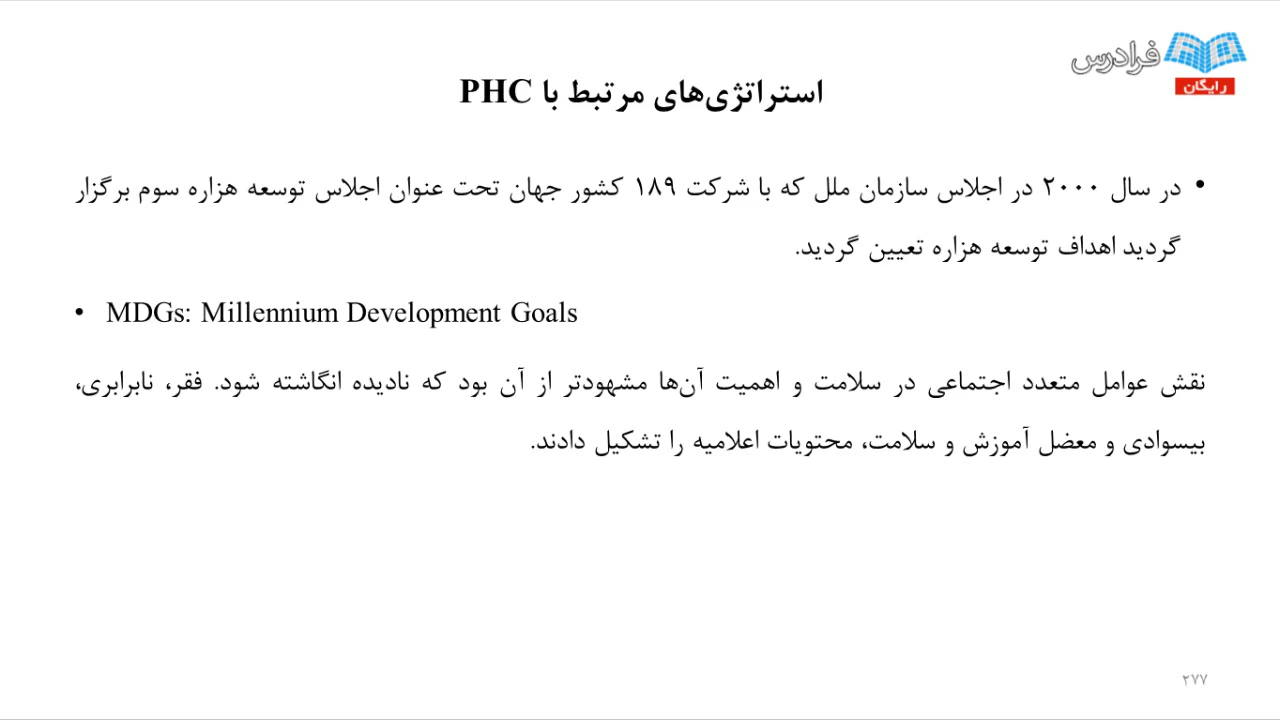 فرادرس
رایگان
استراتژی‌های مرتبط با PHC
• در سال ۲۰۰۰ در اجلاس سازمان ملل که با شرکت ۱۸۹ کشور جهان تحت عنوان اجلاس توسعه هزاره سوم برگزار
گردید اهداف توسعه هزاره تعیین گردید.
• MDGs: Millennium Development Goals
نقش عوامل متعدد اجتماعی در سلامت و اهمیت آن‌ها مشهودتر از آن بود که نادیده انگاشته شود. فقر، نابرابری،
بیسوادی و معضل آموزش و سلامت، محتویات اعلامیه را تشکیل دادند.
۲۷۷